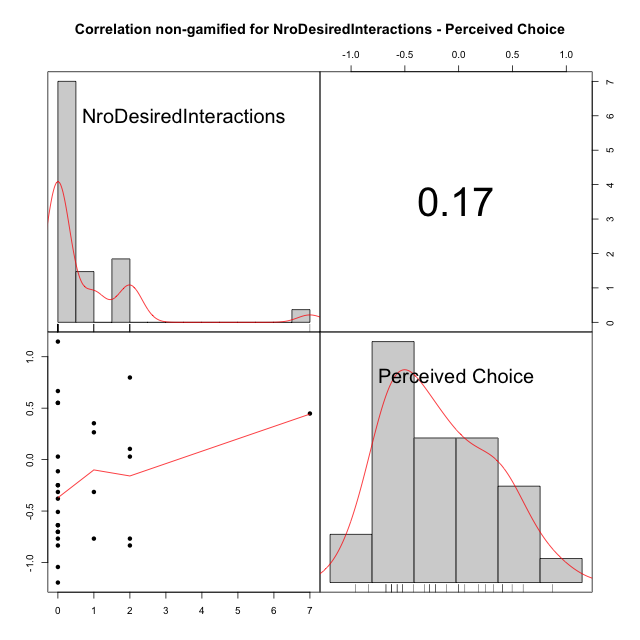 Correlation non-gamified for NroDesiredInteractions - Perceived Choice
-1.0 -0.5 0.0 0.5 1.0
NroDesiredInteractions
0.17
7
6
5
4
3
2
1
0
1.0
0.5
0.0
-0.5
-1.0
Perceived Choice
0 1 2 3 4 5 6 7